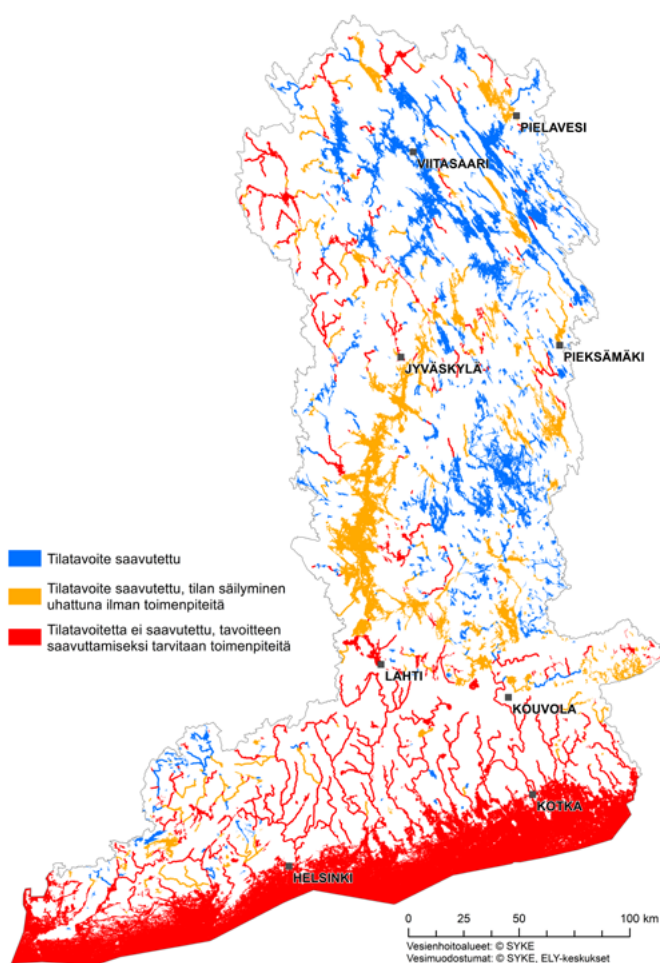 PIELAVESI
VIITASAARI
PIEKSÄMÄKI
JYVÄSKYLÄ
Tilatavoite saavutettu
Tilatavoite saavutettu, tilan säilyminen
uhattuna ilman toimenpiteitä
Tilatavoitetta ei saavutettu, tavoitteen
saavuttamiseksi tarvitaan toimenpiteitä
LAHTI
KOUVOLA
KOTKA
HELSINKI
0 25 50 100 km
Vesienhoitoalueet: © SYKE
Vesimuodostumat: © SYKE, ELY-keskukset